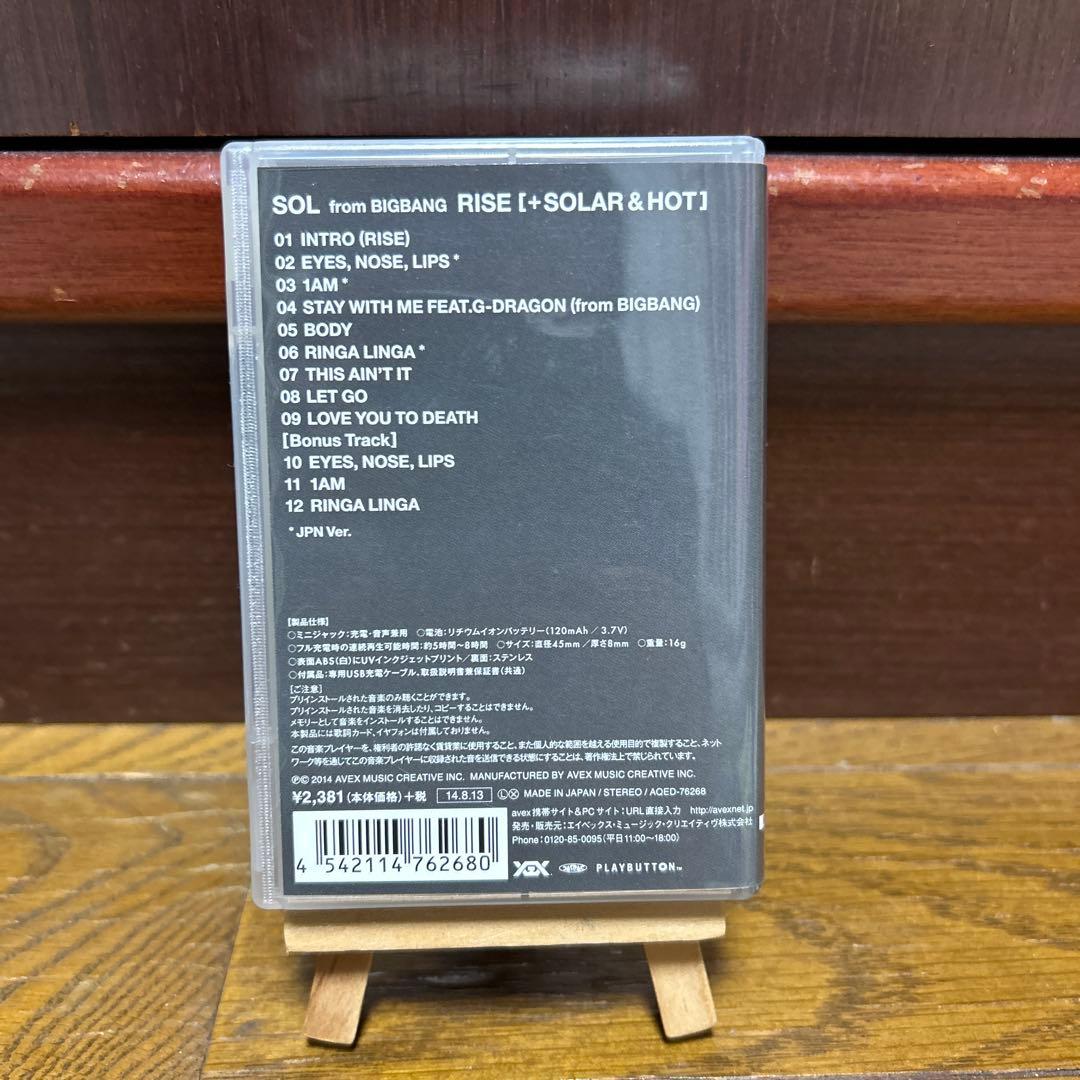 SOL from BIGBANG RISE [+SOLAR & HOT]
01 INTRO (RISE)
02 EYES, NOSE, LIPS *
03 1AM *
04 STAY WITH ME FEAT.G-DRAGON (from BIGBANG)
05 BODY
06 RINGA LINGA *
07 THIS AIN'T IT
08 LET GO
09 LOVE YOU TO DEATH
[Bonus Track]
10 EYES, NOSE, LIPS
11 1AM
12 RINGA LINGA
* JPN Ver.
【製品仕様】
○ミニジャック:充電・音声兼用 ○電池:リチウムイオンバッテリー(120mAh / 3.7V)
○フル充電時の連続再生可能時間:約5時間〜8時間 ○サイズ:直径45mm / 厚さ8mm ○重量:16g
○表面ABS(白)にUVインクジェットプリント/裏面:ステンレス
○付属品:専用USB充電ケーブル、取扱説明書兼保証書(共通)
【ご注意】
プリインストールされた音楽のみ聴くことができます。
プリインストールされた音楽を消去したり、コピーすることはできません。
メモリーとして音楽をインストールすることはできません。
本製品には歌詞カード、イヤフォンは付属しておりません。
この音楽プレイヤーを、権利者の許諾なく賃貸業に使用すること、また個人的な範囲を越える使用目的で複製すること、ネット
ワーク等を通じてこの音楽プレイヤーに収録された音を送信できる状態にすることは、著作権法上で禁じられています。
℗© 2014 AVEX MUSIC CREATIVE INC. MANUFACTURED BY AVEX MUSIC CREATIVE INC.
¥2,381(本体価格)+税 14.8.13 Ⓛⓧ MADE IN JAPAN / STEREO / AQED-76268
avex携帯サイト&PCサイト:URL直接入力 http://avexnet.jp
発売・販売元:エイベックス・ミュージック・クリエイティヴ株式会社
Phone:0120-85-0095(平日11:00〜18:00)
4 542114 762680
PLAYBUTTON™